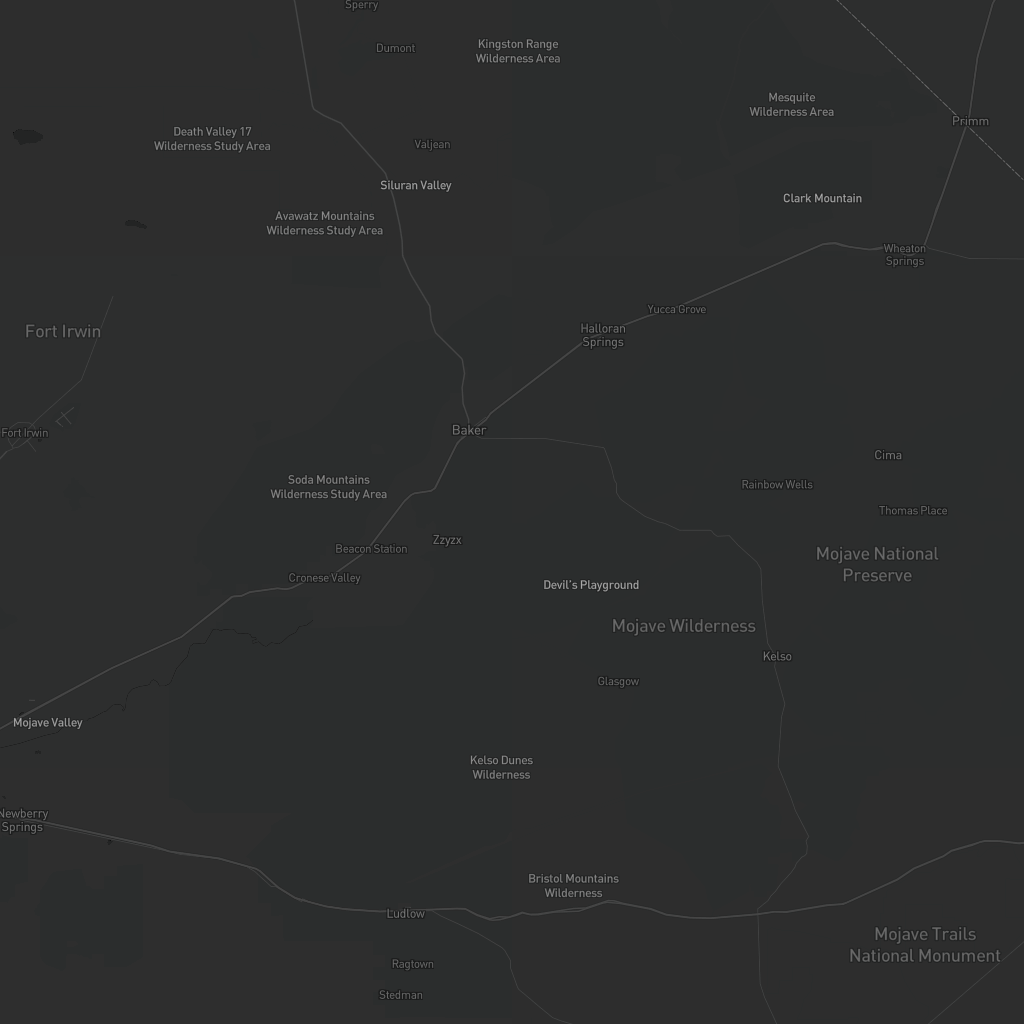 Sperry
Dumont
Kingston Range
Wilderness Area
Mesquite
Wilderness Area
Primm
Death Valley 17
Wilderness Study Area
Valjean
Siluran Valley
Clark Mountain
Avawatz Mountains
Wilderness Study Area
Wheaton
Springs
Yucca Grove
Fort Irwin
Halloran
Springs
Fort Irwin
Baker
Cima
Soda Mountains
Wilderness Study Area
Rainbow Wells
Thomas Place
Zzyzx
Beacon Station
Mojave National
Preserve
Cronese Valley
Devil's Playground
Mojave Wilderness
Kelso
Glasgow
Mojave Valley
Kelso Dunes
Wilderness
Newberry
Springs
Bristol Mountains
Wilderness
Ludlow
Mojave Trails
National Monument
Ragtown
Stedman